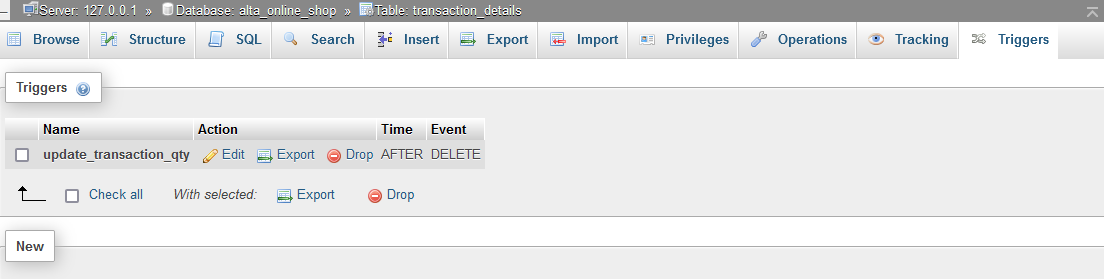 Server: 127.0.0.1 » Database: alta_online_shop » Table: transaction_details
Browse Structure SQL Search Insert Export Import Privileges Operations Tracking Triggers
Triggers
Name Action Time Event
update_transaction_qty Edit Export Drop AFTER DELETE
Check all With selected: Export Drop
New